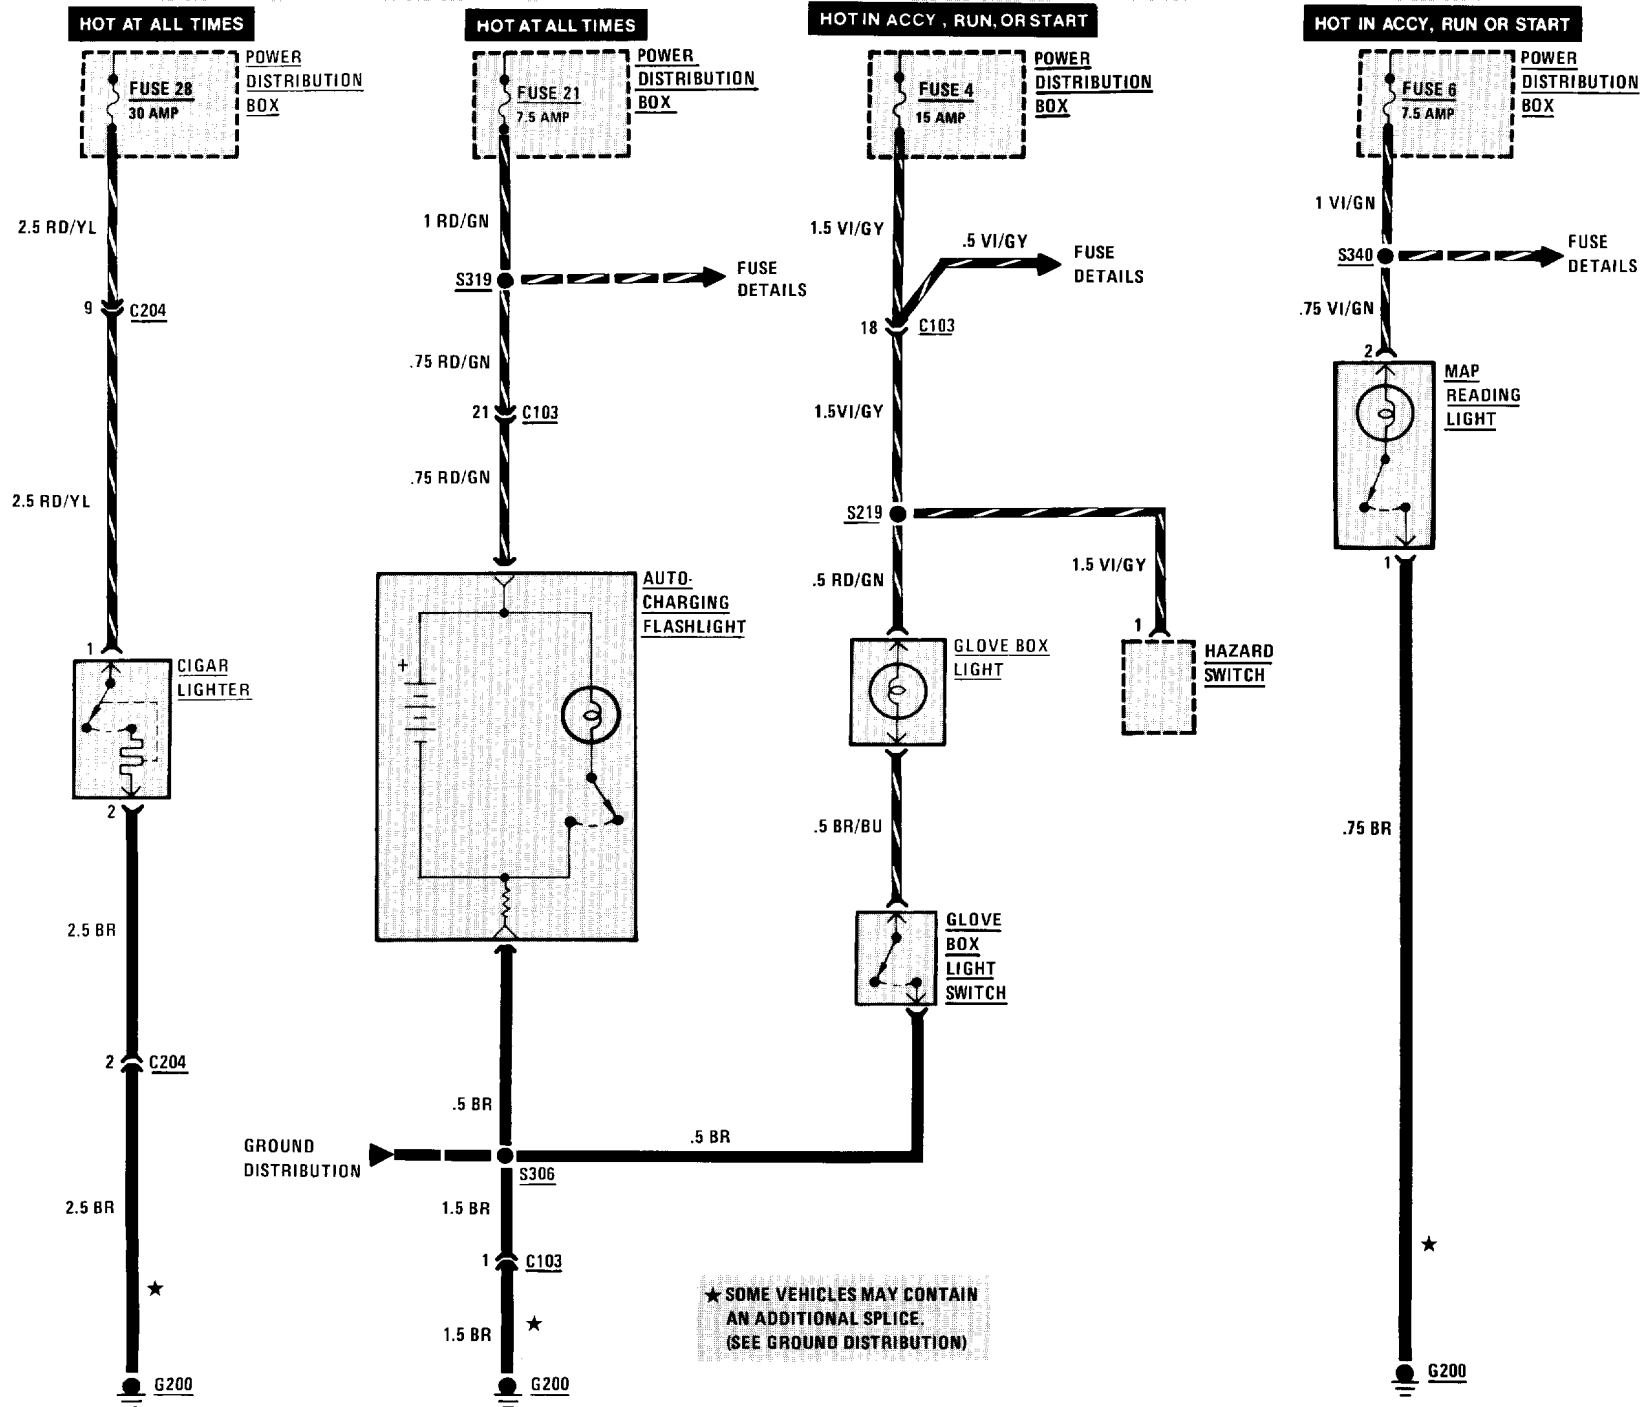 HOT AT ALL TIMES
POWER
DISTRIBUTION
BOX
FUSE 28
30 AMP
2.5 RD/YL
9
C204
2.5 RD/YL
1
CIGAR
LIGHTER
2
2.5 BR
2
C204
2.5 BR
★
G200
HOT AT ALL TIMES
POWER
DISTRIBUTION
BOX
FUSE 21
7.5 AMP
1 RD/GN
S319
FUSE
DETAILS
.75 RD/GN
21
C103
.75 RD/GN
AUTO-
CHARGING
FLASHLIGHT
+
.5 BR
GROUND
DISTRIBUTION
S306
.5 BR
1.5 BR
1
C103
1.5 BR
★
G200
HOT IN ACCY , RUN, OR START
POWER
DISTRIBUTION
BOX
FUSE 4
15 AMP
1.5 VI/GY
.5 VI/GY
FUSE
DETAILS
18
C103
1.5VI/GY
S219
1.5 VI/GY
1
HAZARD
SWITCH
.5 RD/GN
GLOVE BOX
LIGHT
.5 BR/BU
GLOVE
BOX
LIGHT
SWITCH
★ SOME VEHICLES MAY CONTAIN
AN ADDITIONAL SPLICE.
(SEE GROUND DISTRIBUTION)
HOT IN ACCY, RUN OR START
POWER
DISTRIBUTION
BOX
FUSE 6
7.5 AMP
1 VI/GN
S340
FUSE
DETAILS
.75 VI/GN
2
MAP
READING
LIGHT
1
.75 BR
★
G200